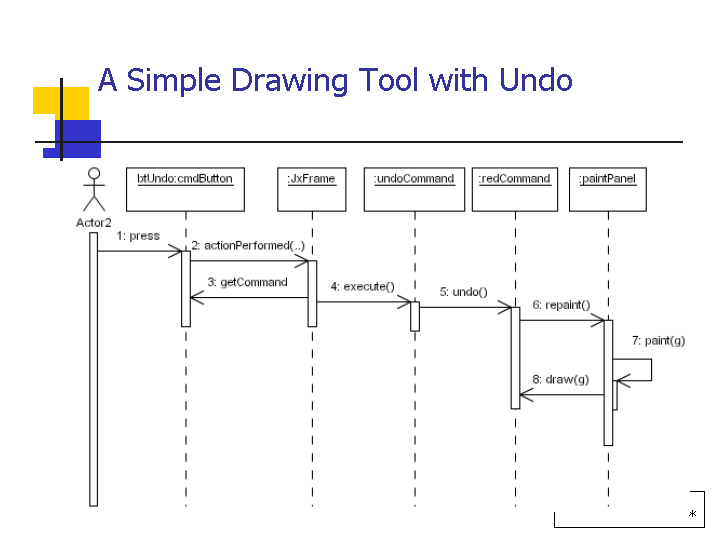 A Simple Drawing Tool with Undo
btUndo:cmdButton
:JxFrame
:undoCommand
:redCommand
:paintPanel
Actor2
1: press
2: actionPerformed(..)
3: getCommand
4: execute()
5: undo()
6: repaint()
7: paint(g)
8: draw(g)
*